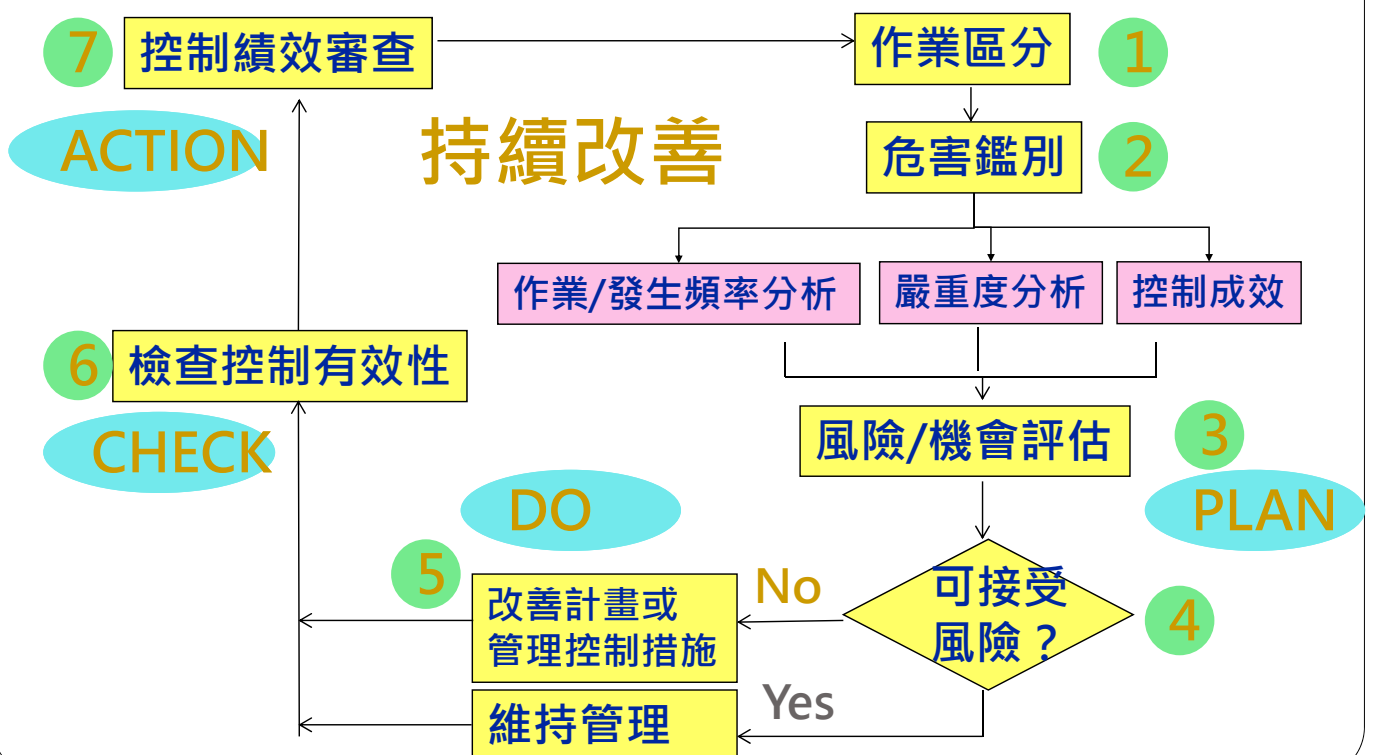 7
控制績效審查
作業區分
1
ACTION
持續改善
危害鑑別
2
作業/發生頻率分析
嚴重度分析
控制成效
6
檢查控制有效性
CHECK
風險/機會評估
3
PLAN
DO
5
改善計畫或
管理控制措施
No
可接受
風險？
4
維持管理
Yes